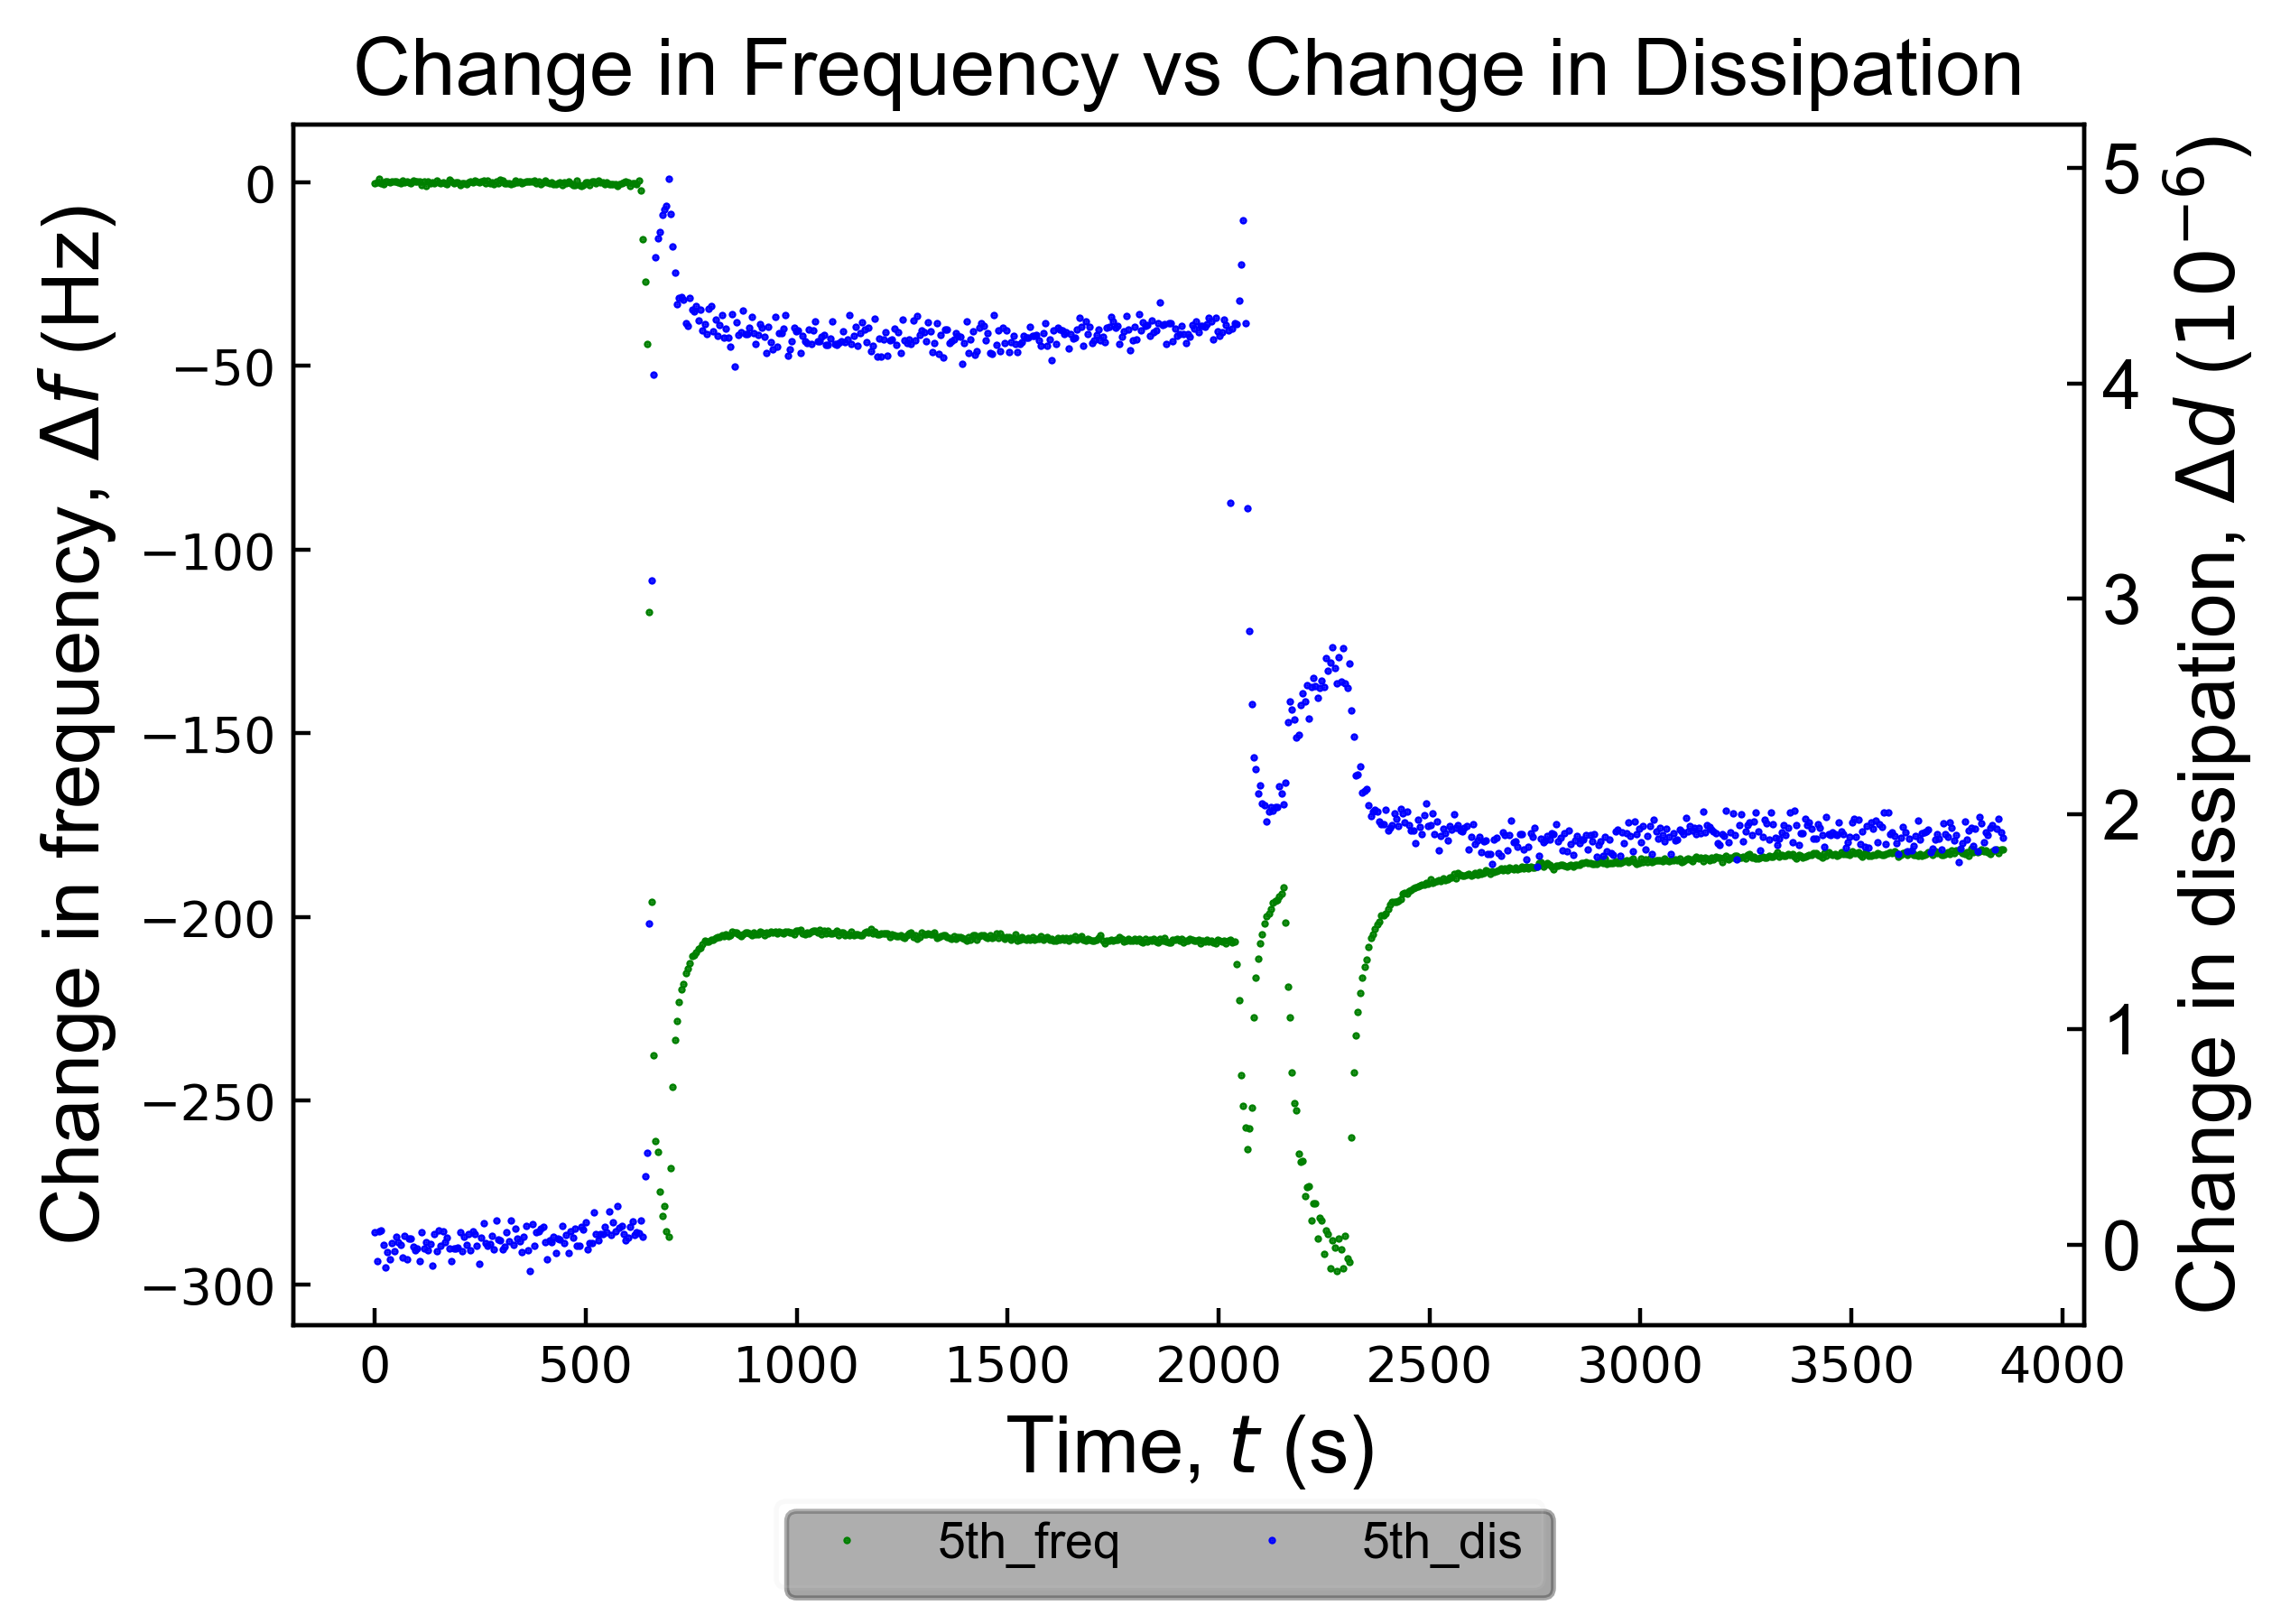 Change in Frequency vs Change in Dissipation
Change in frequency, Δf (Hz)
0
−50
−100
−150
−200
−250
−300
5
4
3
2
1
0
Change in dissipation, Δd (10⁻⁶)
0 500 1000 1500 2000 2500 3000 3500 4000
Time, t (s)
5th_freq 5th_dis